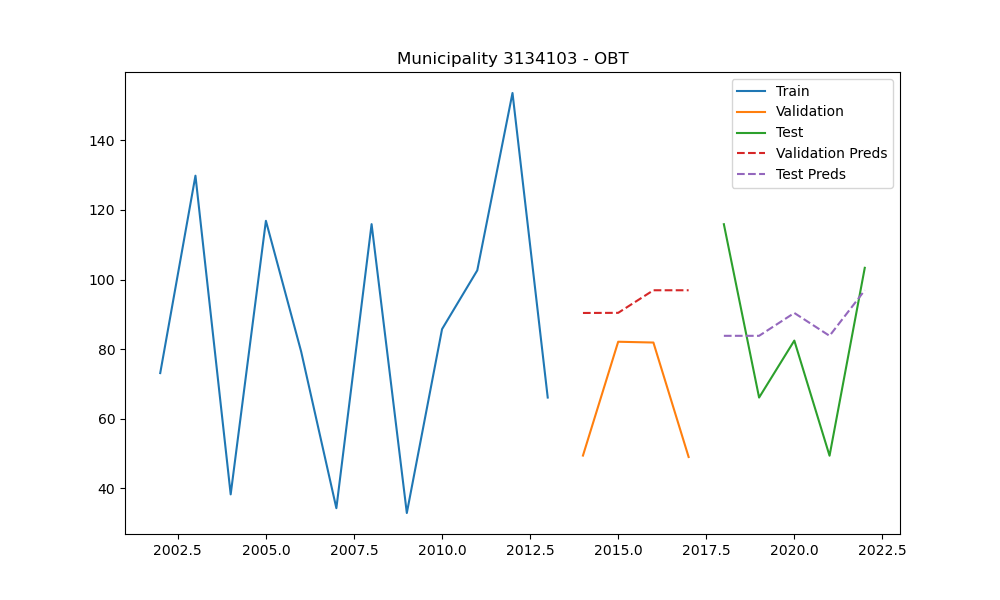 Municipality 3134103 - OBT
Train
Validation
Test
Validation Preds
Test Preds
140
120
100
80
60
40
2002.5 2005.0 2007.5 2010.0 2012.5 2015.0 2017.5 2020.0 2022.5